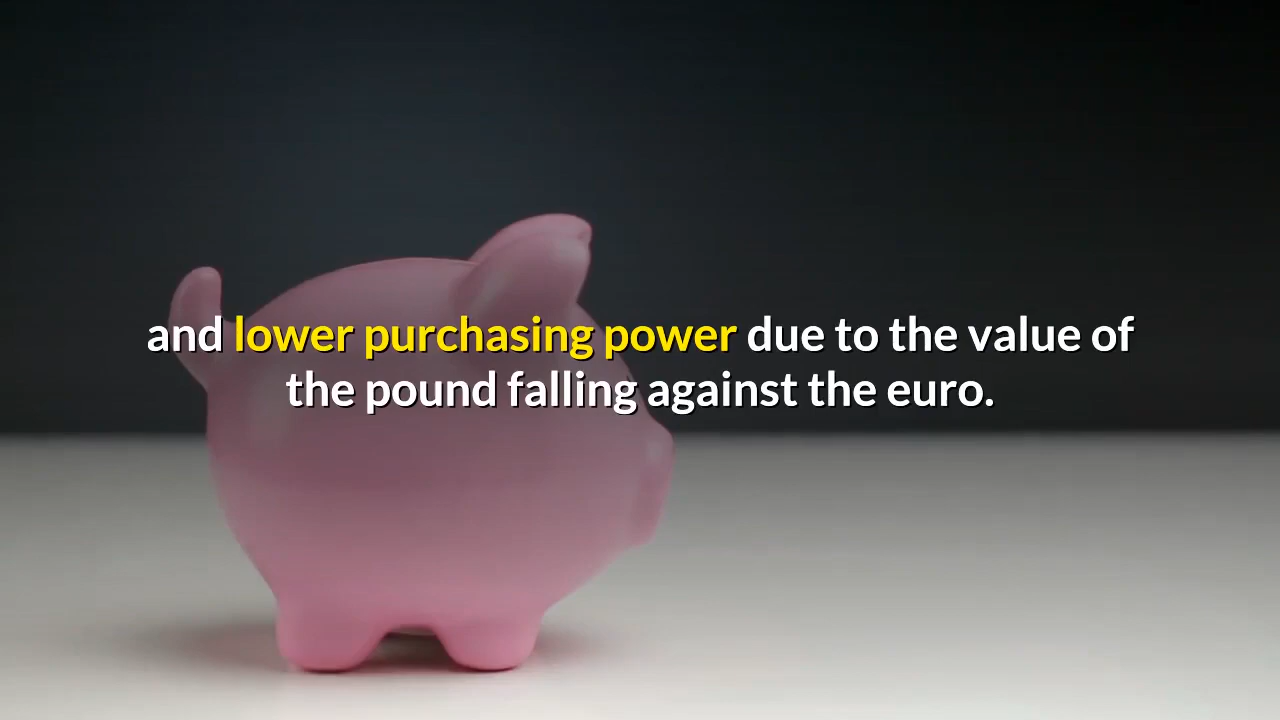 and lower purchasing power due to the value of
the pound falling against the euro.